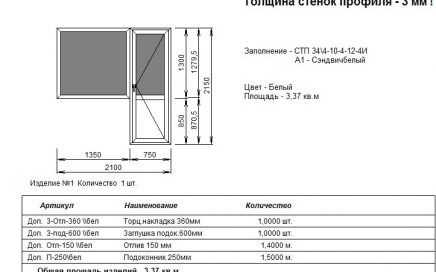 Толщина стенок профиля - 3 мм !
Заполнение - СТП 34\4-10-4-12-4И
А1 - Сэндвичбелый
Цвет - Белый
Площадь - 3,37 кв.м
1300
1279,5
2150
850
870,5
1350
750
2100
Изделие №1 Количество 1 шт.
Артикул Наименование Количество
Доп. 3-Отл-360 \\бел Торц.накладка 360мм 1,0000 шт.
Доп. 3-под-600 \\бел Заглушка подок.600мм 1,0000 шт.
Доп. Отл-150 \\бел Отлив 150 мм 1,4000 м.
Доп. П-250\\бел Подоконник 250мм 1,5000 м.
Общая площадь изделий 3,37 кв.м